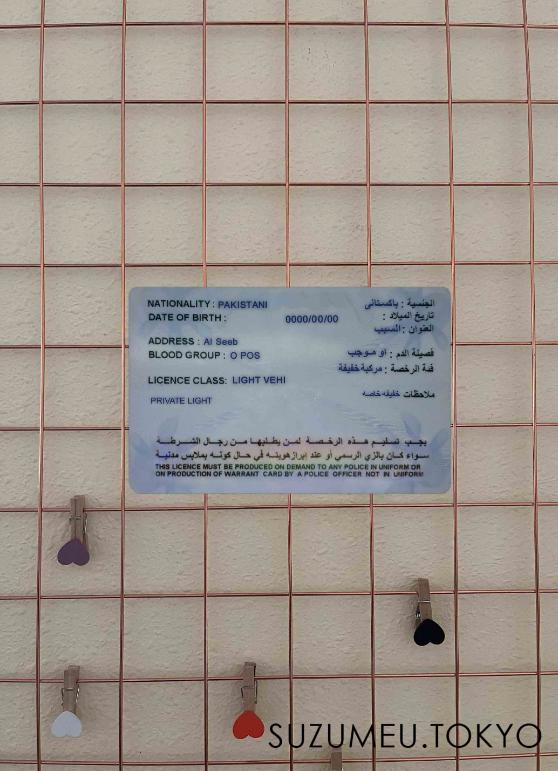 NATIONALITY : PAKISTANI الجنسية : باكستاني
DATE OF BIRTH : 0000/00/00 تاريخ الميلاد :
العنوان : السيب
ADDRESS : Al Seeb
BLOOD GROUP : O POS فصيلة الدم : او موجب
فئة الرخصة : مركبة خفيفة
LICENCE CLASS: LIGHT VEHI
PRIVATE LIGHT ملاحظات خفيفه خاصه
يجب تسليم هذه الرخصة لمن يطلبها من رجال الشرطة
سواء كان بالزي الرسمي أو عند إبرازهويته في حال كونه بملابس مدنية
THIS LICENCE MUST BE PRODUCED ON DEMAND TO ANY POLICE IN UNIFORM OR
ON PRODUCTION OF WARRANT CARD BY A POLICE OFFICER NOT IN UNIFORM
SUZUMEU.TOKYO